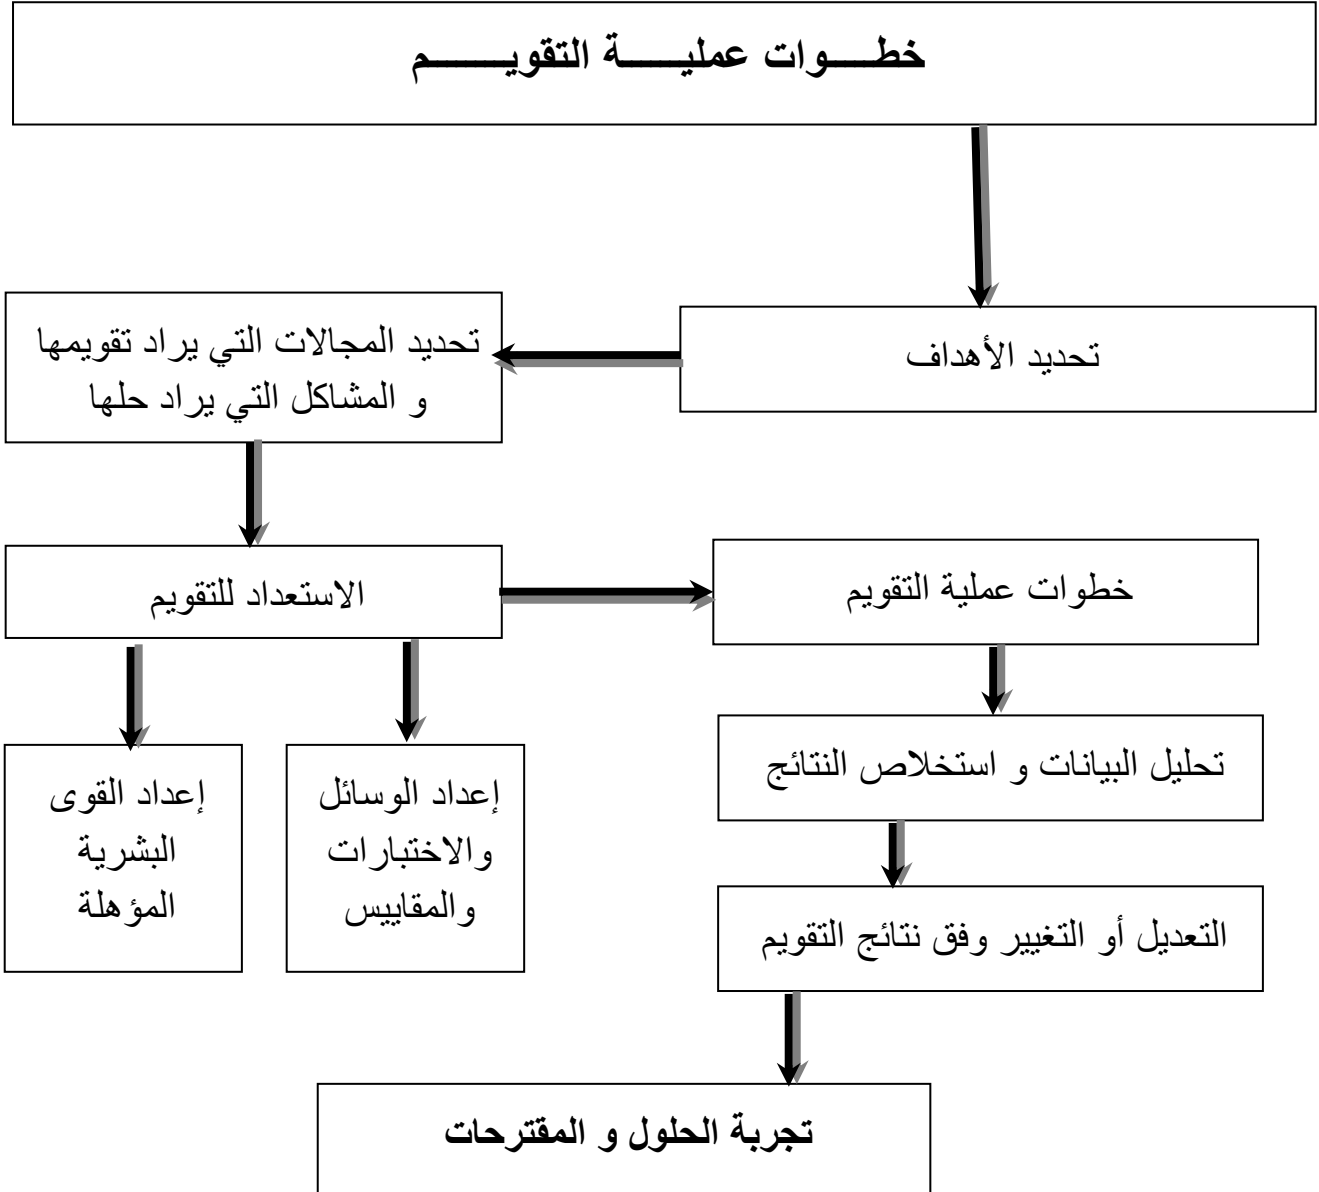 خطـــوات عمليـــة التقويـــم
تحديد الأهداف
تحديد المجالات التي يراد تقويمها
و المشاكل التي يراد حلها
الاستعداد للتقويم
خطوات عملية التقويم
إعداد الوسائل
والاختبارات
والمقاييس
إعداد القوى
البشرية
المؤهلة
تحليل البيانات و استخلاص النتائج
التعديل أو التغيير وفق نتائج التقويم
تجربة الحلول و المقترحات